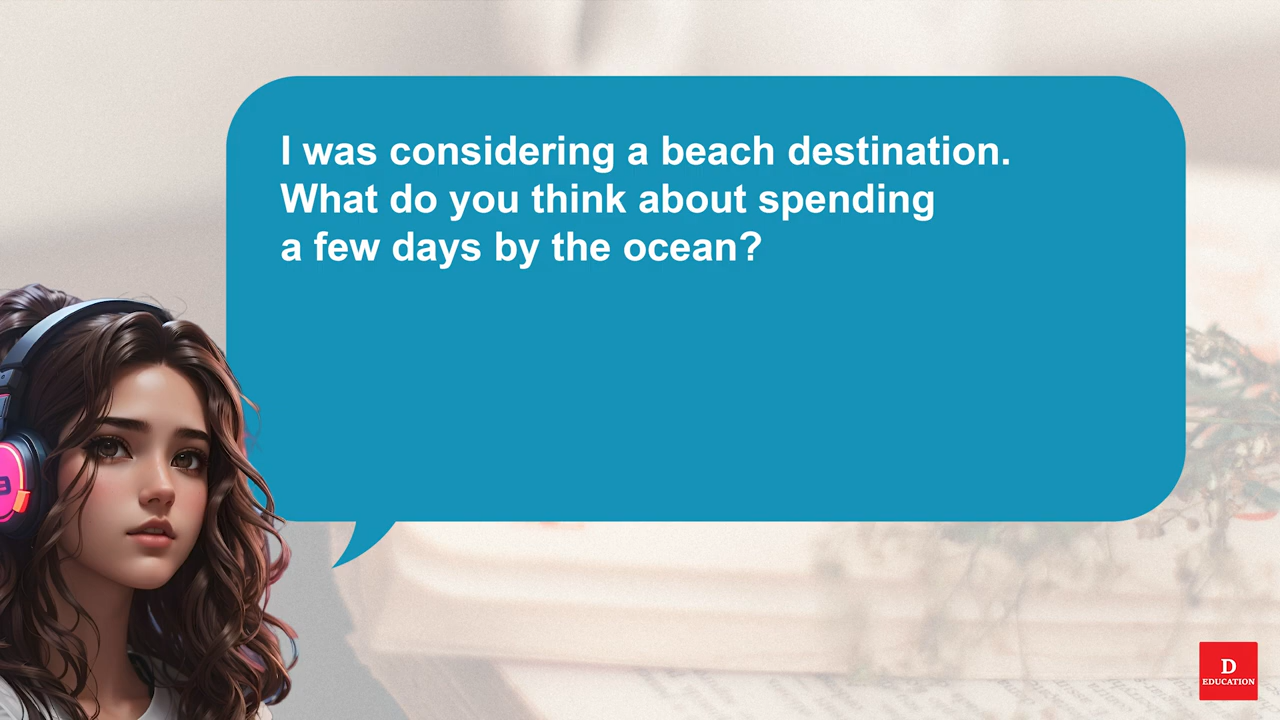 I was considering a beach destination.
What do you think about spending
a few days by the ocean?
D
EDUCATION